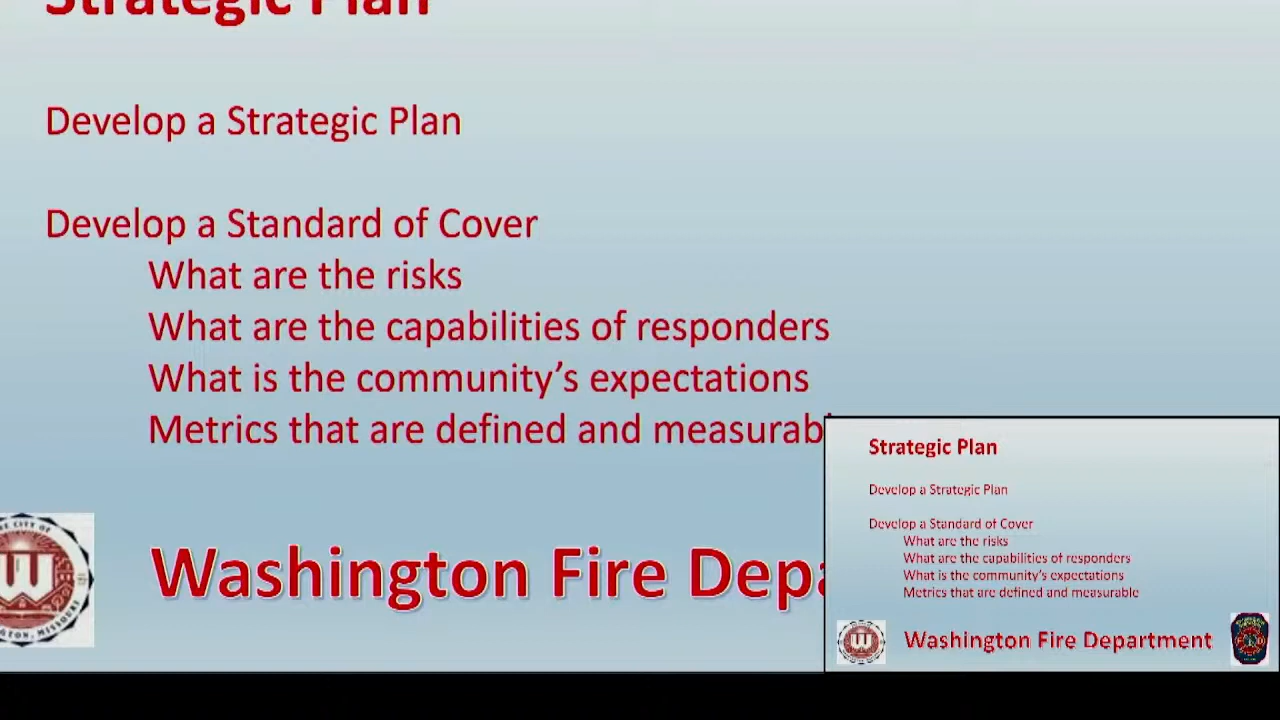 Strategic Plan
Develop a Strategic Plan
Develop a Standard of Cover
What are the risks
What are the capabilities of responders
What is the community's expectations
Metrics that are defined and measurab
Washington Fire Depa
Strategic Plan
Develop a Strategic Plan
Develop a Standard of Cover
What are the risks
What are the capabilities of responders
What is the community's expectations
Metrics that are defined and measurable
Washington Fire Department